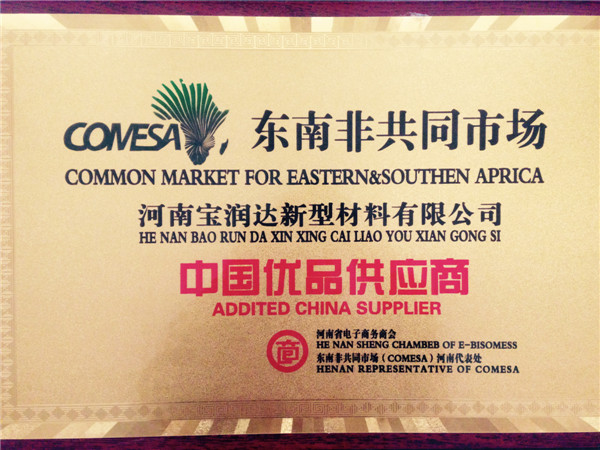 COMESA 东南非共同市场
COMMON MARKET FOR EASTERN&SOUTHEN APRICA
河南宝润达新型材料有限公司
HE NAN BAO RUN DA XIN XING CAI LIAO YOU XIAN GONG SI
中国优品供应商
ADDITED CHINA SUPPLIER
河南省电子商务商会
HE NAN SHENG CHAMBEB OF E-BISOMESS
东南非共同市场(COMESA)河南代表处
HENAN REPRESENTATIVE OF COMESA